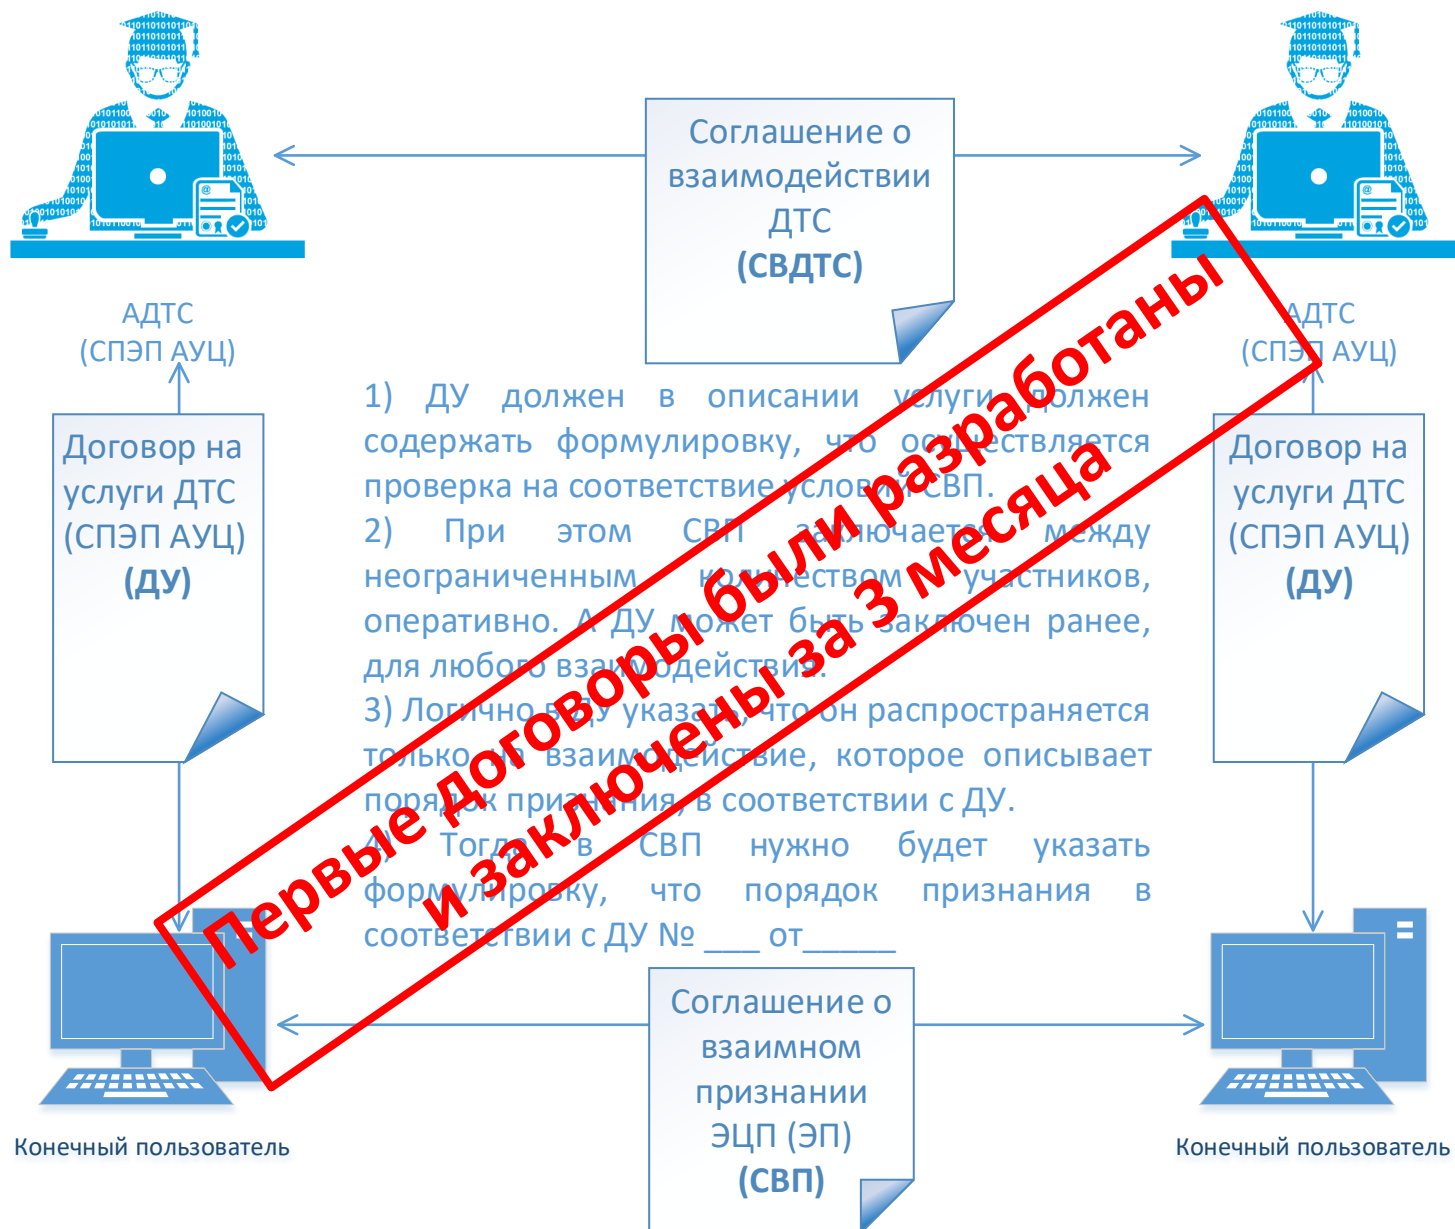 Соглашение о
взаимодействии
ДТС
(СВДТС)
АДТС
(СПЭП АУЦ)
АДТС
(СПЭП АУЦ)
Договор на
услуги ДТС
(СПЭП АУЦ)
(ДУ)
1) ДУ должен в описании услуги должен
содержать формулировку, что осуществляется
проверка на соответствие условий СВП.
2) При этом СВП заключается между
неограниченным количеством участников,
оперативно. А ДУ может быть заключен ранее,
для любого взаимодействия.
3) Логично в ДУ указать, что он распространяется
только на взаимодействие, которое описывает
порядок признания, в соответствии с ДУ.
4) Тогда в СВП нужно будет указать
формулировку, что порядок признания в
соответствии с ДУ № ___ от_____
Договор на
услуги ДТС
(СПЭП АУЦ)
(ДУ)
Первые договоры были разработаны
и заключены за 3 месяца
Соглашение о
взаимном
признании
ЭЦП (ЭП)
(СВП)
Конечный пользователь
Конечный пользователь